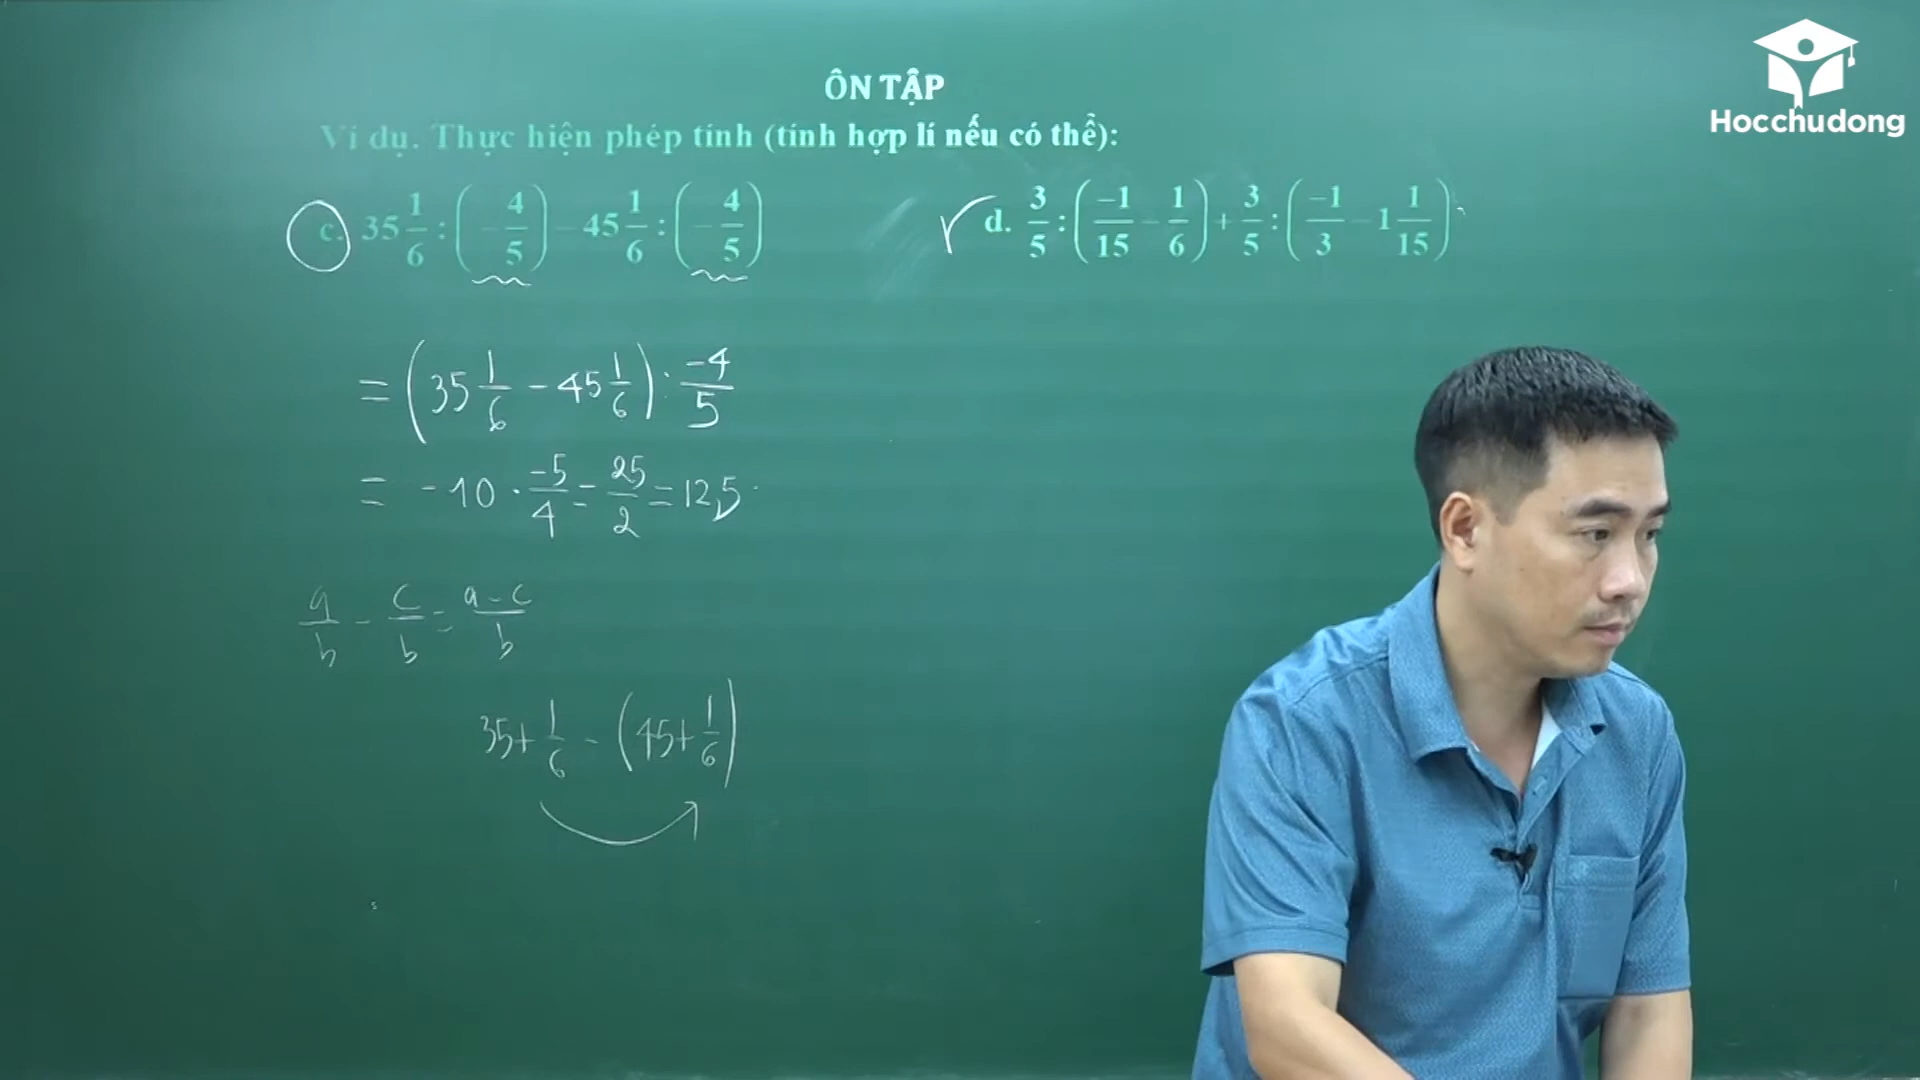 Hocchudong
ÔN TẬP
Ví dụ. Thực hiện phép tính (tính hợp lí nếu có thể):
c. 35 1/6 : (- 4/5) - 45 1/6 : (- 4/5)
d. 3/5 : (-1/15 - 1/6) + 3/5 : (-1/3 - 1 1/15)
= (35 1/6 - 45 1/6) : -4/5
= -10 . -5/4 = 25/2 = 12,5
a/b - c/b = a-c/b
35 + 1/6 - (45 + 1/6)